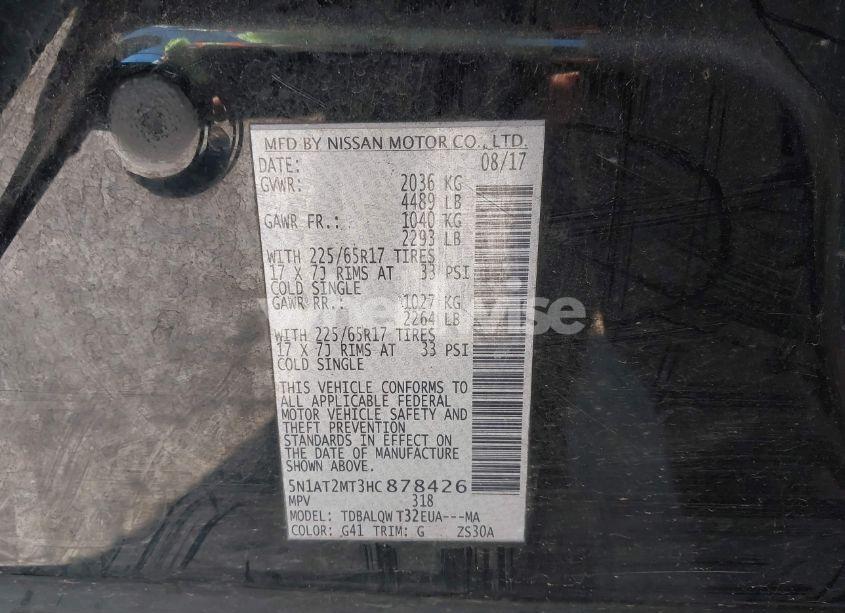 MFD BY NISSAN MOTOR CO., LTD.
DATE: 08/17
GVWR: 2036 KG
4489 LB
GAWR FR.: 1040 KG
2293 LB
WITH 225/65R17 TIRES
17 X 7J RIMS AT 33 PSI
COLD SINGLE
GAWR RR.: 1027 KG
2264 LB
WITH 225/65R17 TIRES
17 X 7J RIMS AT 33 PSI
COLD SINGLE
THIS VEHICLE CONFORMS TO
ALL APPLICABLE FEDERAL
MOTOR VEHICLE SAFETY AND
THEFT PREVENTION
STANDARDS IN EFFECT ON
THE DATE OF MANUFACTURE
SHOWN ABOVE.
5N1AT2MT3HC878426
MPV 318
MODEL: TDBALQWT32EUA---MA
COLOR: G41 TRIM: G ZS30A